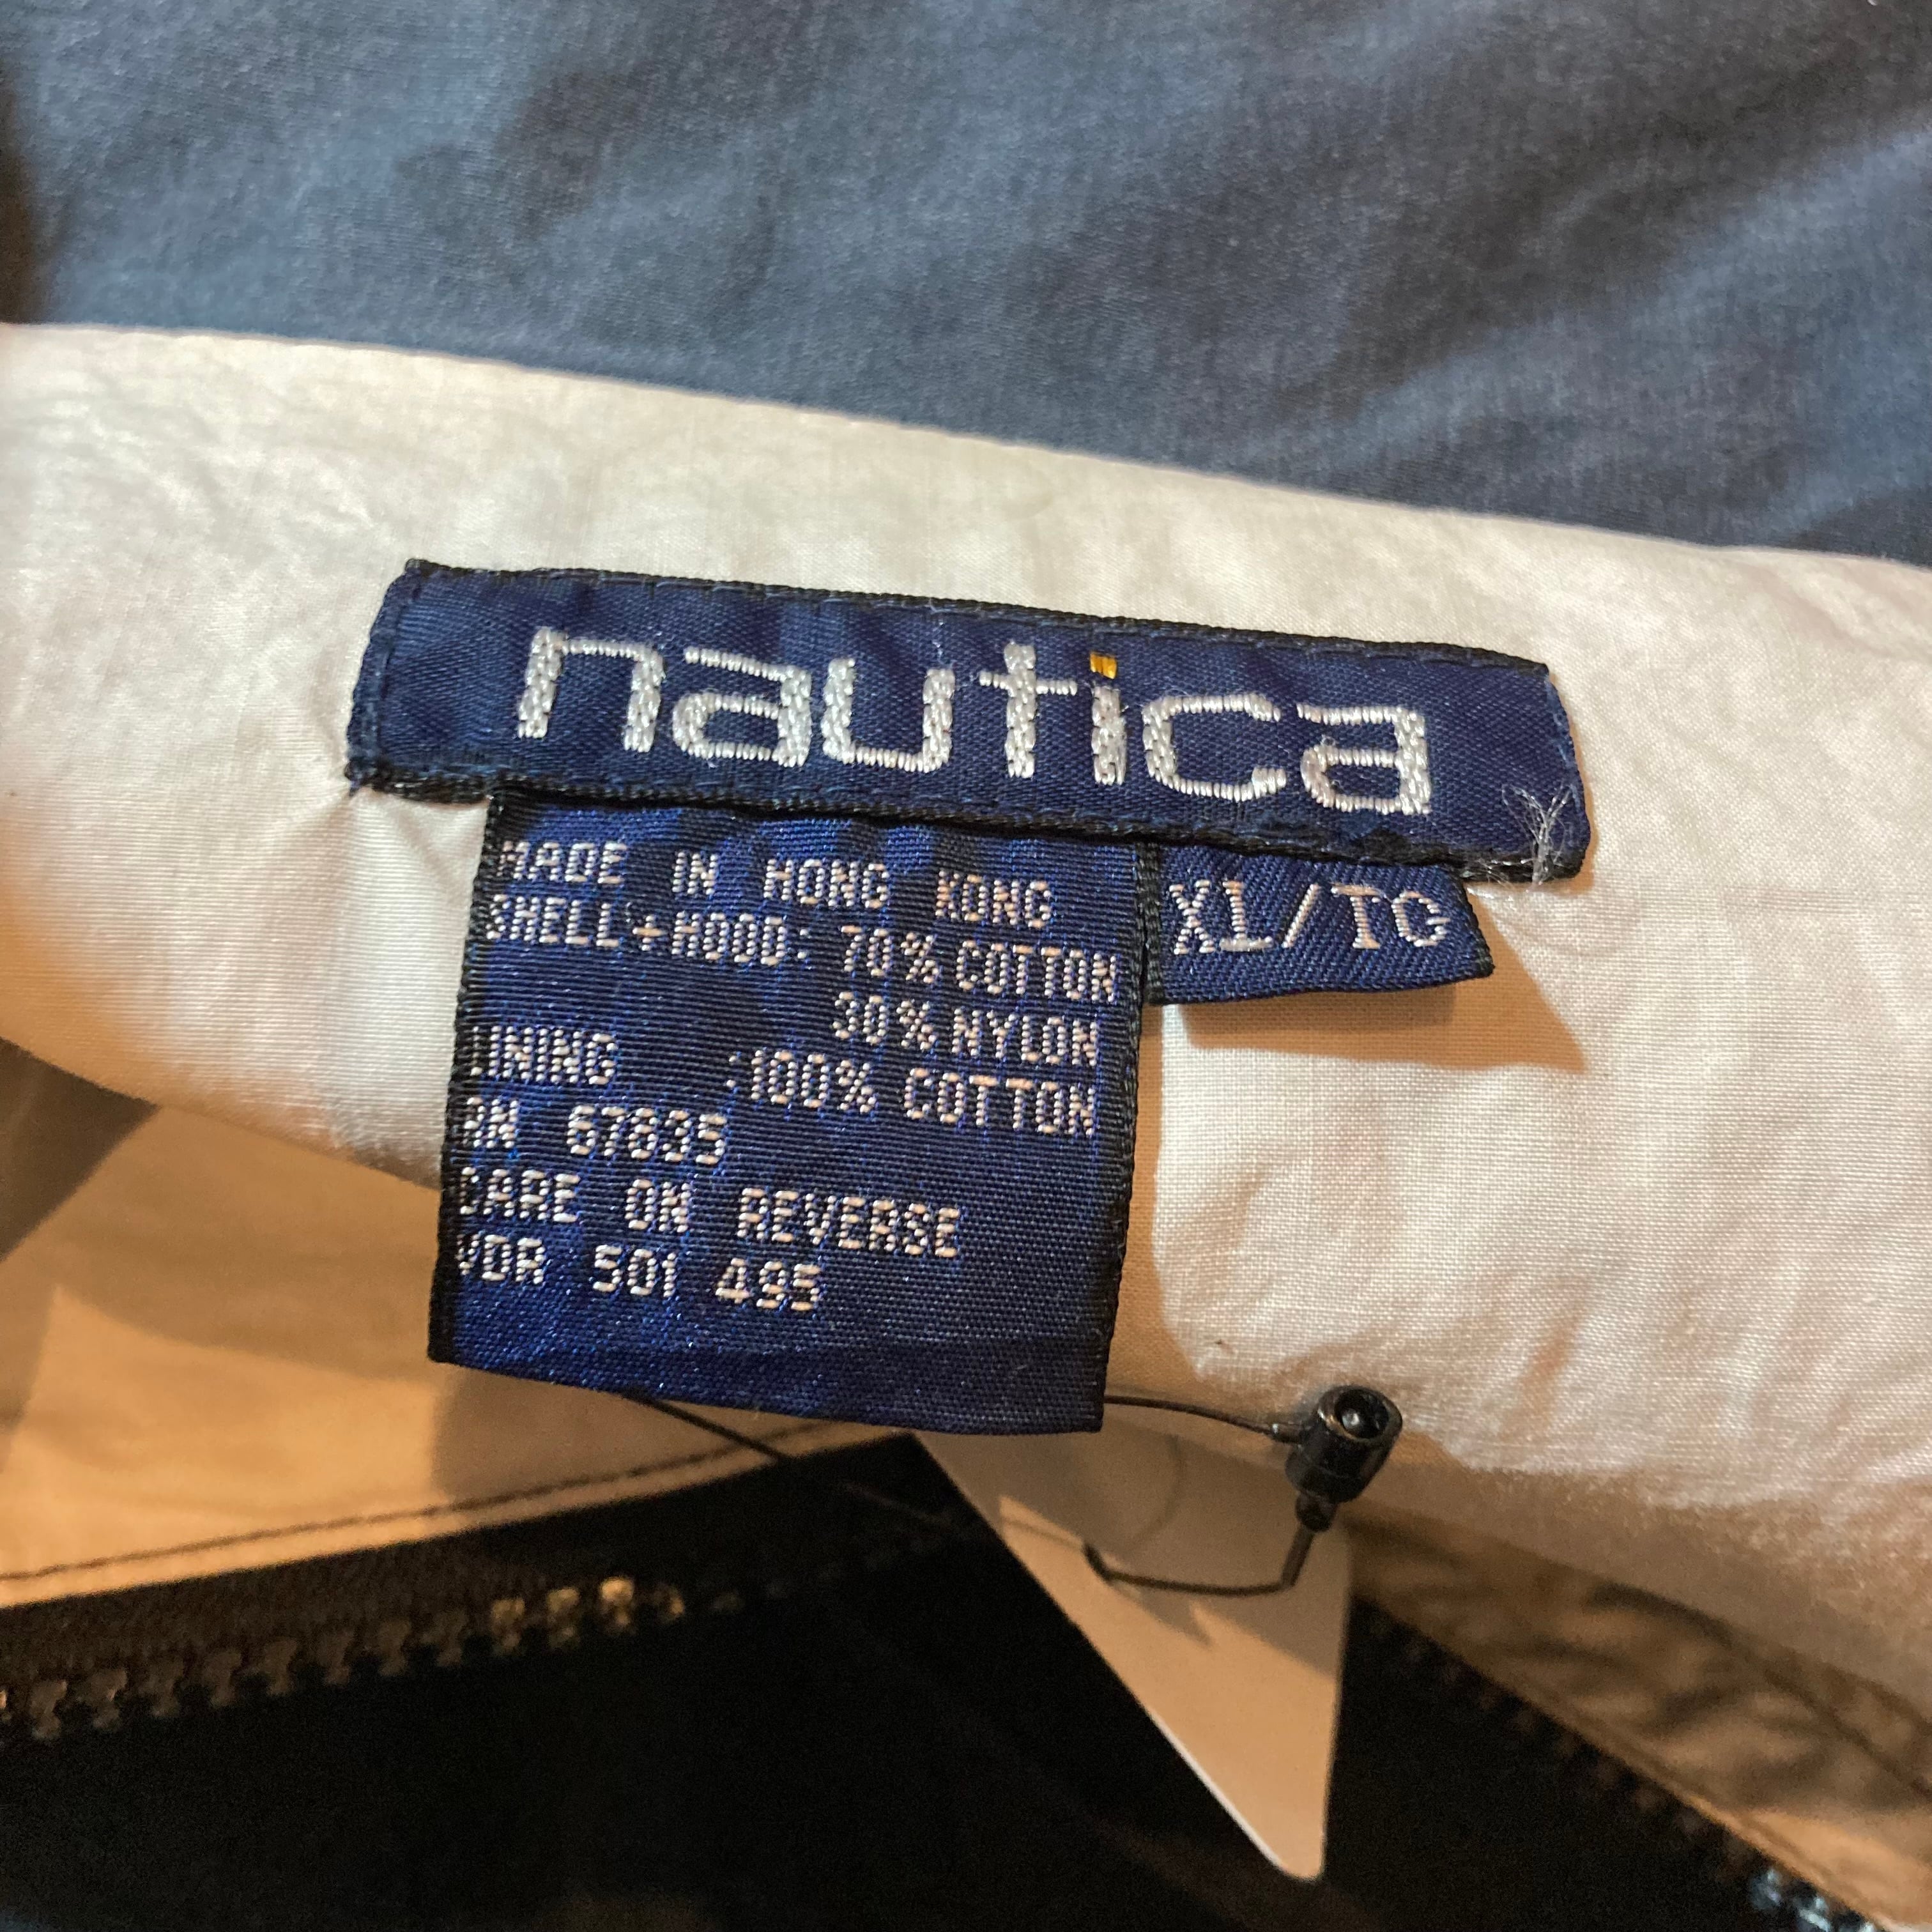 nautica
XL/TG
MADE IN HONG KONG
SHELL+HOOD: 70% COTTON
30% NYLON
LINING :100% COTTON
RN 67835
CARE ON REVERSE
VDR 501 495